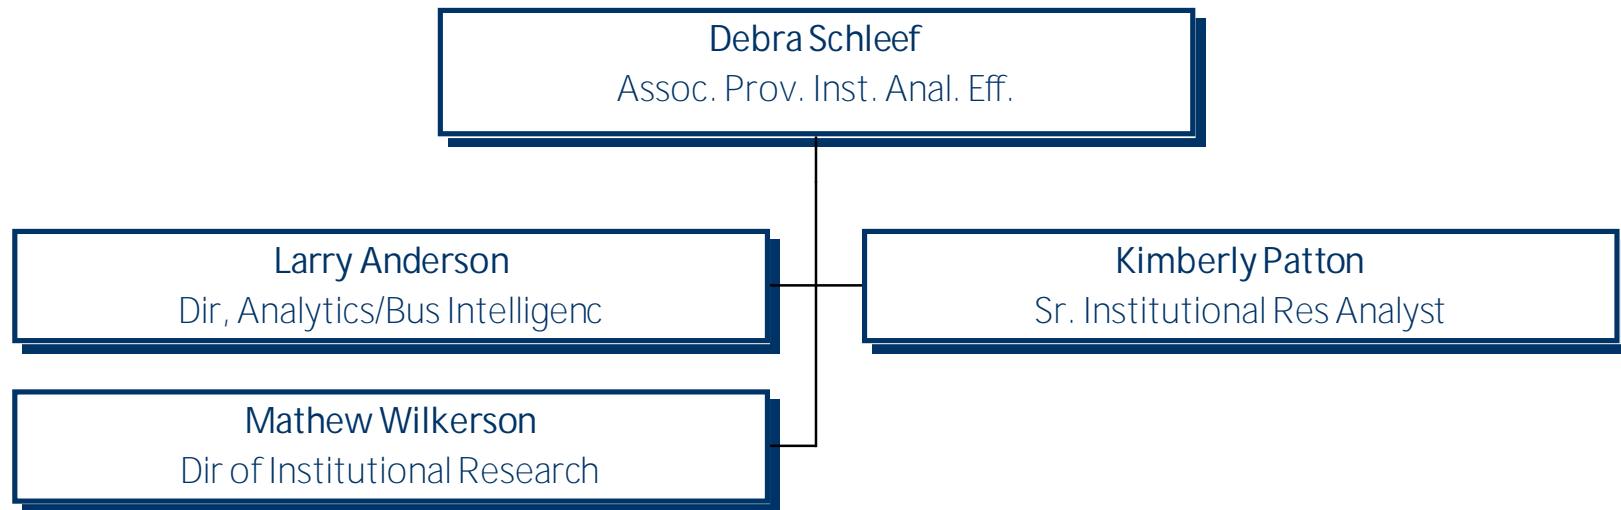 Debra Schleef
Assoc. Prov. Inst. Anal. Eff.
Larry Anderson
Dir, Analytics/Bus Intelligenc
Kimberly Patton
Sr. Institutional Res Analyst
Mathew Wilkerson
Dir of Institutional Research